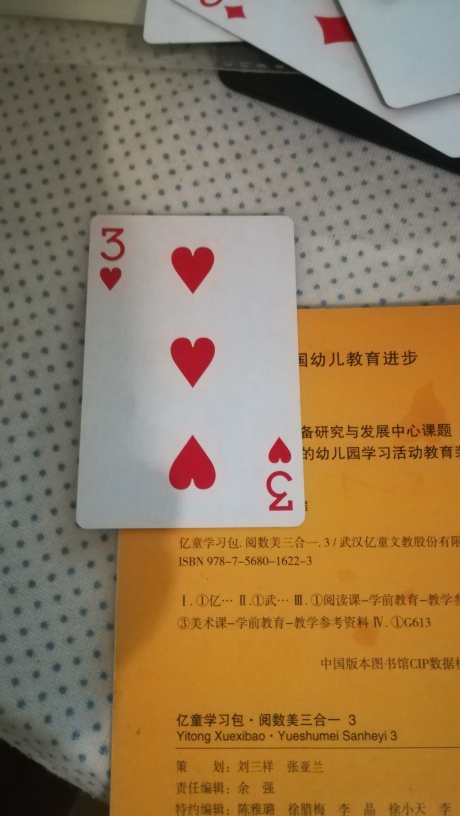 3
3
国幼儿教育进步
备研究与发展中心课题
的幼儿园学习活动教育
亿童学习包.阅数美三合一.3/武汉亿童文教股份有
ISBN 978-7-5680-1622-3
Ⅰ.①亿… Ⅱ.①武… Ⅲ.①阅读课-学前教育-教学参
③美术课-学前教育-教学参考资料 Ⅳ.①G613
中国版本图书馆CIP数据
亿童学习包·阅数美三合一 3
Yitong Xuexibao·Yueshumei Sanheyi 3
策 划：刘三祥 张亚兰
责任编辑：余 强
特约编辑：陈雅璐 徐腊梅 李 晶 徐小天 李